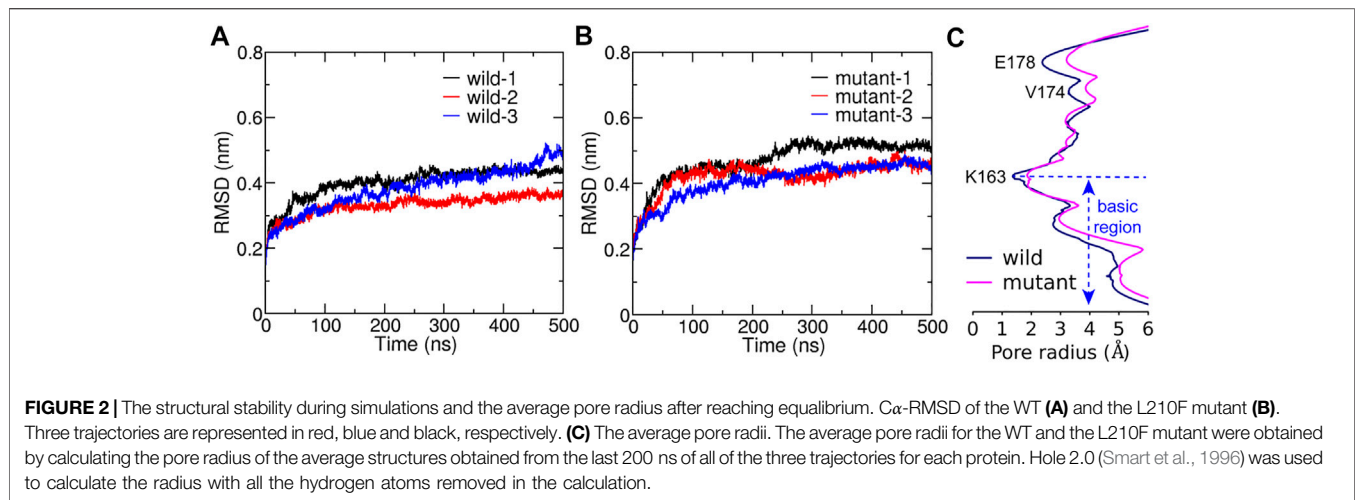 A
0.8
0.6
0.4
0.2
0
RMSD (nm)
wild-1
wild-2
wild-3
0 100 200 300 400 500
Time (ns)
B
0.8
0.6
0.4
0.2
0
RMSD (nm)
mutant-1
mutant-2
mutant-3
0 100 200 300 400 500
Time (ns)
C
E178
V174
K163
basic
region
wild
mutant
0 1 2 3 4 5 6
Pore radius (Å)
FIGURE 2 | The structural stability during simulations and the average pore radius after reaching equilibrium. Cα-RMSD of the WT (A) and the L210F mutant (B).
Three trajectories are represented in red, blue and black, respectively. (C) The average pore radii. The average pore radii for the WT and the L210F mutant were obtained
by calculating the pore radius of the average structures obtained from the last 200 ns of all of the three trajectories for each protein. Hole 2.0 (Smart et al., 1996) was used
to calculate the radius with all the hydrogen atoms removed in the calculation.